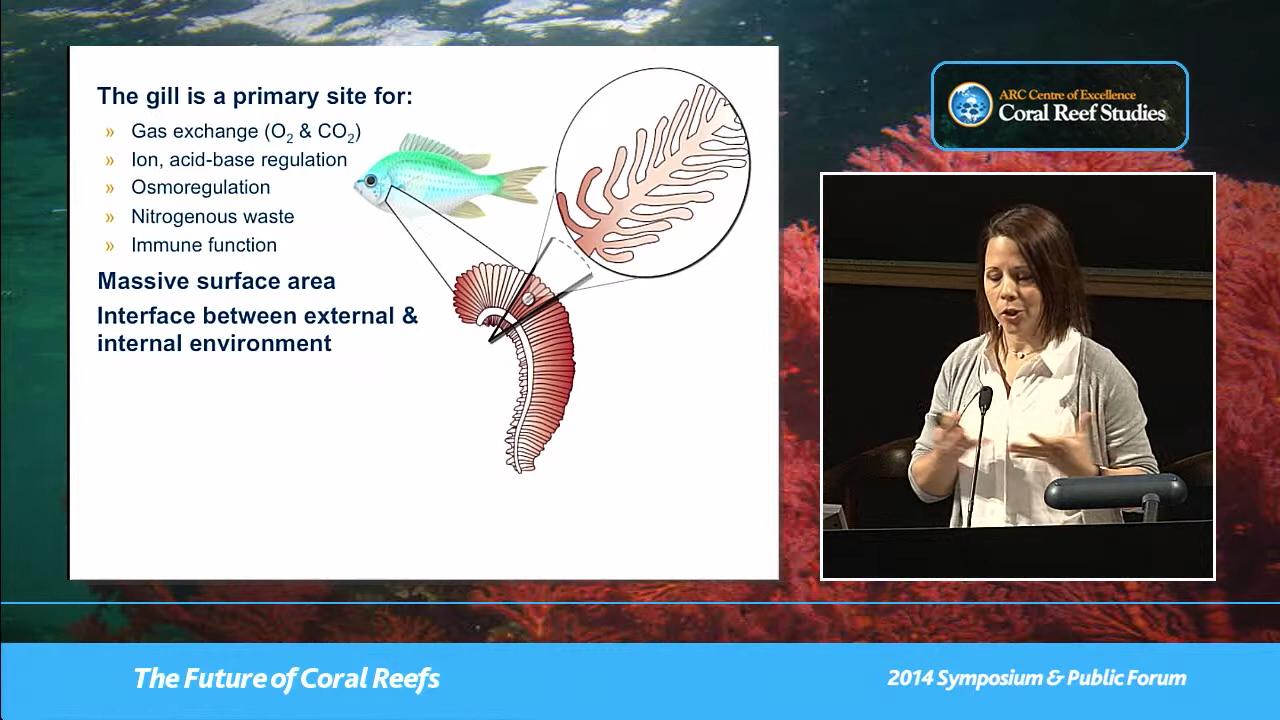 The gill is a primary site for:
» Gas exchange (O₂ & CO₂)
» Ion, acid-base regulation
» Osmoregulation
» Nitrogenous waste
» Immune function
Massive surface area
Interface between external &
internal environment
ARC Centre of Excellence
Coral Reef Studies
The Future of Coral Reefs
2014 Symposium & Public Forum